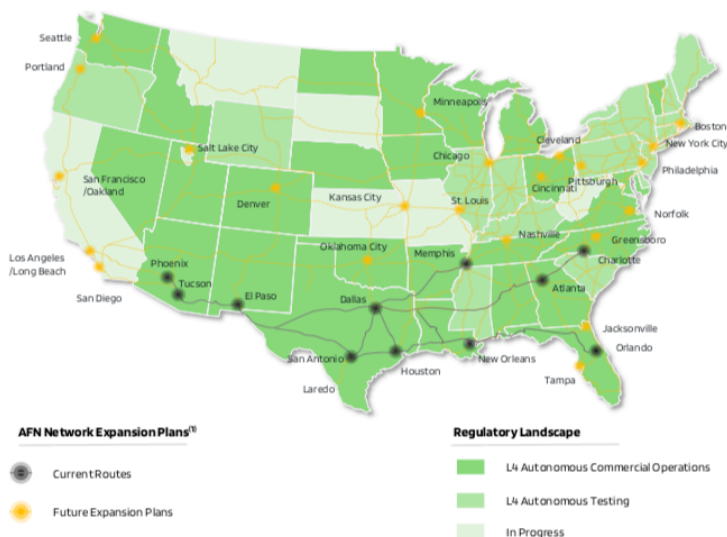 Seattle
Portland
Minneapolis
Boston
Cleveland
New York City
Salt Lake City
Chicago
Philadelphia
San Francisco
/Oakland
Pittsburgh
Cincinnati
Denver
Kansas City
St. Louis
Norfolk
Nashville
Greensboro
Oklahoma City
Memphis
Los Angeles
/Long Beach
Phoenix
Charlotte
Tucson
San Diego
El Paso
Dallas
Atlanta
Jacksonville
Orlando
San Antonio
New Orleans
Houston
Tampa
Laredo
AFN Network Expansion Plans(1)
Current Routes
Future Expansion Plans
Regulatory Landscape
L4 Autonomous Commercial Operations
L4 Autonomous Testing
In Progress